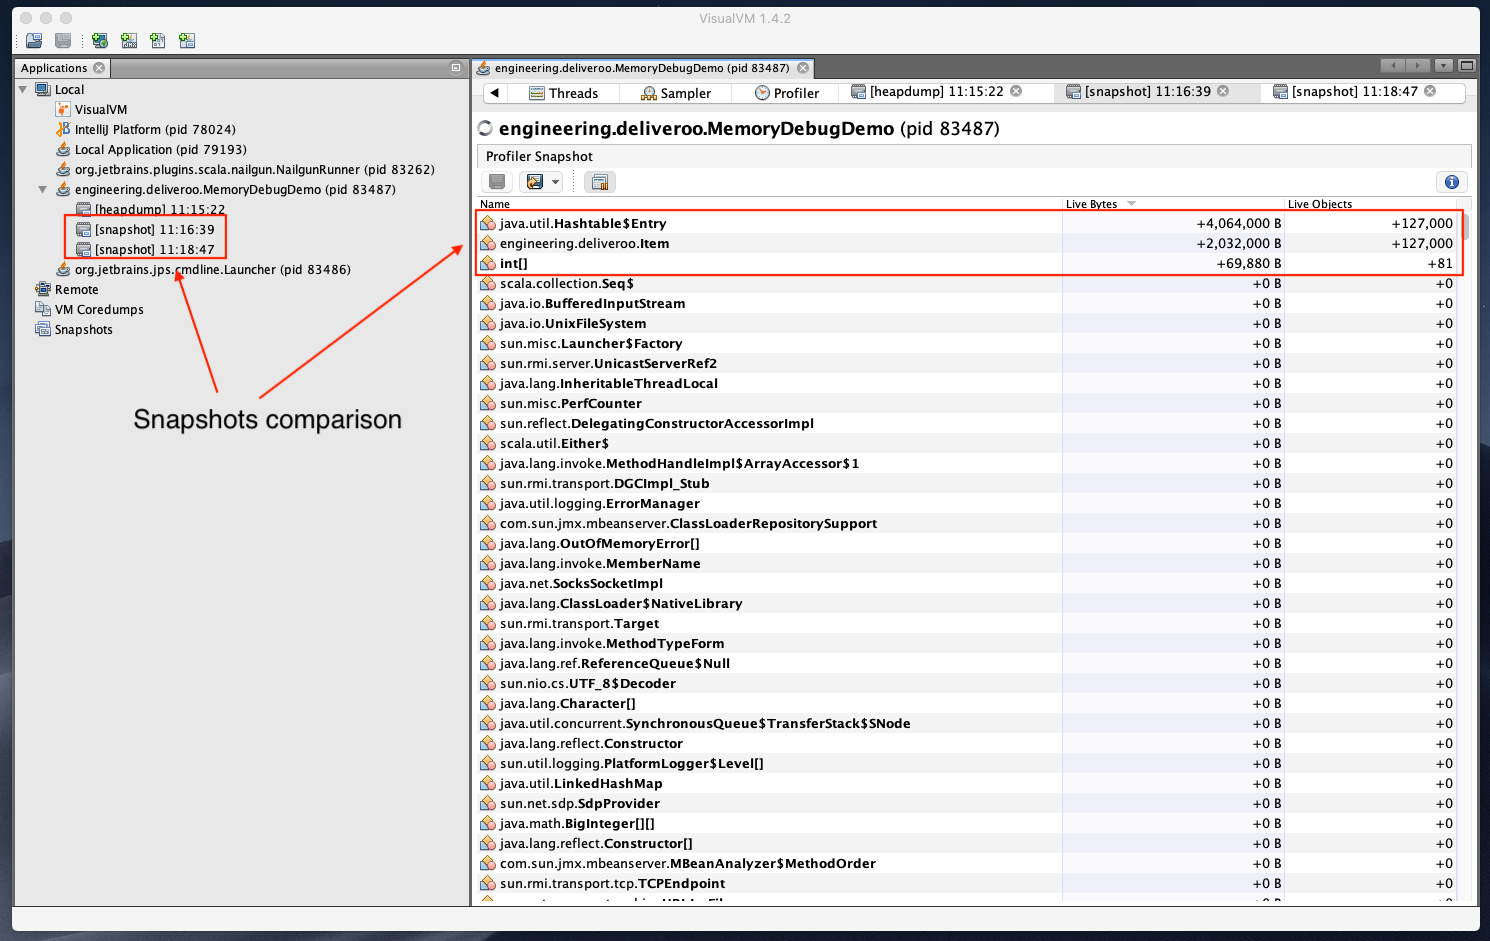 VisualVM 1.4.2
Applications
Local
VisualVM
IntelliJ Platform (pid 78024)
Local Application (pid 79193)
org.jetbrains.plugins.scala.nailgun.NailgunRunner (pid 83262)
engineering.deliveroo.MemoryDebugDemo (pid 83487)
[heapdump] 11:15:22
[snapshot] 11:16:39
[snapshot] 11:18:47
org.jetbrains.jps.cmdline.Launcher (pid 83486)
Remote
VM Coredumps
Snapshots
Snapshots comparison
engineering.deliveroo.MemoryDebugDemo (pid 83487)
Threads Sampler Profiler [heapdump] 11:15:22 [snapshot] 11:16:39 [snapshot] 11:18:47
engineering.deliveroo.MemoryDebugDemo (pid 83487)
Profiler Snapshot
Name Live Bytes Live Objects
java.util.Hashtable$Entry +4,064,000 B +127,000
engineering.deliveroo.Item +2,032,000 B +127,000
int[] +69,880 B +81
scala.collection.Seq$ +0 B +0
java.io.BufferedInputStream +0 B +0
java.io.UnixFileSystem +0 B +0
sun.misc.Launcher$Factory +0 B +0
sun.rmi.server.UnicastServerRef2 +0 B +0
java.lang.InheritableThreadLocal +0 B +0
sun.misc.PerfCounter +0 B +0
sun.reflect.DelegatingConstructorAccessorImpl +0 B +0
scala.util.Either$ +0 B +0
java.lang.invoke.MethodHandleImpl$ArrayAccessor$1 +0 B +0
sun.rmi.transport.DGCImpl_Stub +0 B +0
java.util.logging.ErrorManager +0 B +0
com.sun.jmx.mbeanserver.ClassLoaderRepositorySupport +0 B +0
java.lang.OutOfMemoryError[] +0 B +0
java.lang.invoke.MemberName +0 B +0
java.net.SocksSocketImpl +0 B +0
java.lang.ClassLoader$NativeLibrary +0 B +0
sun.rmi.transport.Target +0 B +0
java.lang.invoke.MethodTypeForm +0 B +0
java.lang.ref.ReferenceQueue$Null +0 B +0
sun.nio.cs.UTF_8$Decoder +0 B +0
java.lang.Character[] +0 B +0
java.util.concurrent.SynchronousQueue$TransferStack$SNode +0 B +0
java.lang.reflect.Constructor +0 B +0
sun.util.logging.PlatformLogger$Level[] +0 B +0
java.util.LinkedHashMap +0 B +0
sun.net.sdp.SdpProvider +0 B +0
java.math.BigInteger[][] +0 B +0
java.lang.reflect.Constructor[] +0 B +0
com.sun.jmx.mbeanserver.MBeanAnalyzer$MethodOrder +0 B +0
sun.rmi.transport.tcp.TCPEndpoint +0 B +0